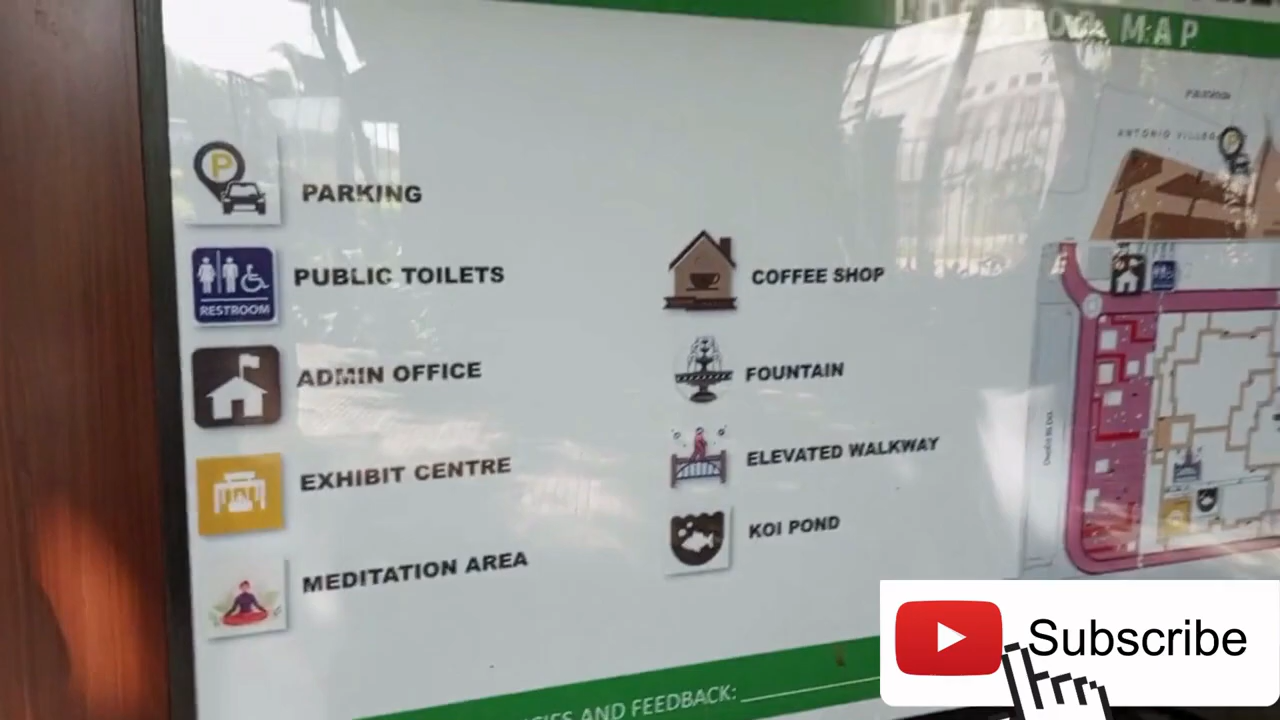 MAP
P
PARKING
PUBLIC TOILETS
RESTROOM
ADMIN OFFICE
EXHIBIT CENTRE
MEDITATION AREA
COFFEE SHOP
FOUNTAIN
ELEVATED WALKWAY
KOI POND
ANTONIO
AND FEEDBACK:
Subscribe